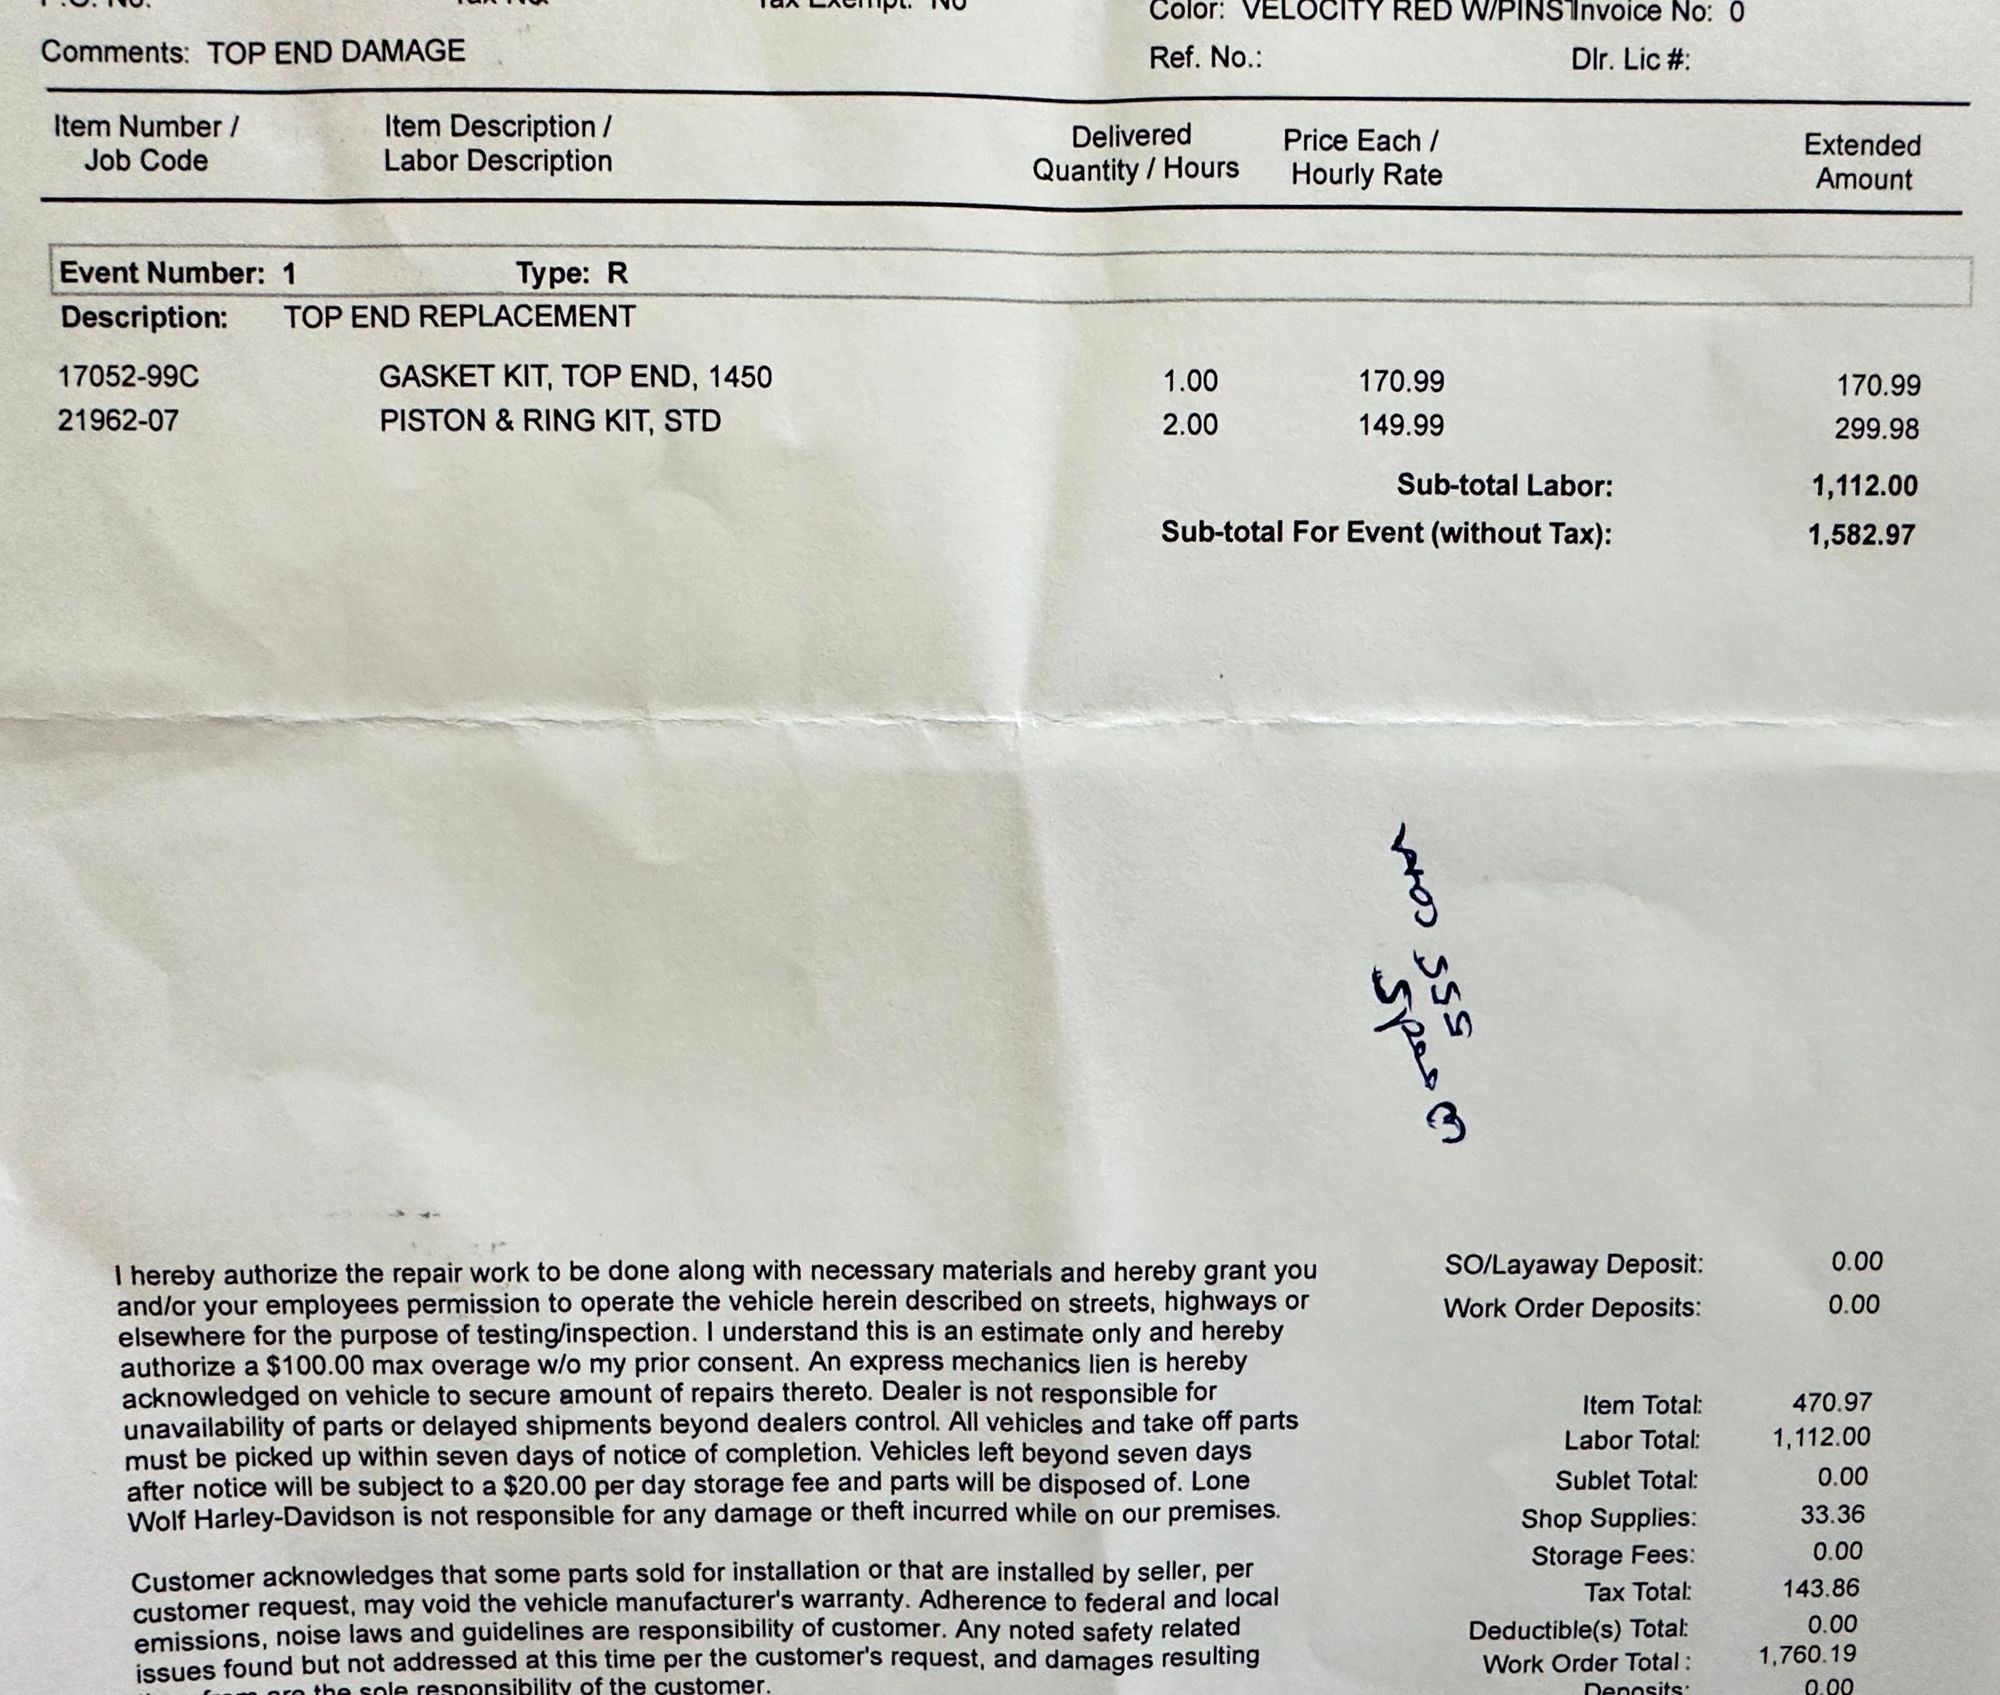 Color: VELOCITY RED W/PINST Invoice No: 0
Comments: TOP END DAMAGE
Ref. No.: Dlr. Lic #:
Item Number / Item Description / Delivered Price Each / Extended
Job Code Labor Description Quantity / Hours Hourly Rate Amount
Event Number: 1 Type: R
Description: TOP END REPLACEMENT
17052-99C GASKET KIT, TOP END, 1450 1.00 170.99 170.99
21962-07 PISTON & RING KIT, STD 2.00 149.99 299.98
Sub-total Labor: 1,112.00
Sub-total For Event (without Tax): 1,582.97
I hereby authorize the repair work to be done along with necessary materials and hereby grant you
and/or your employees permission to operate the vehicle herein described on streets, highways or
elsewhere for the purpose of testing/inspection. I understand this is an estimate only and hereby
authorize a $100.00 max overage w/o my prior consent. An express mechanics lien is hereby
acknowledged on vehicle to secure amount of repairs thereto. Dealer is not responsible for
unavailability of parts or delayed shipments beyond dealers control. All vehicles and take off parts
must be picked up within seven days of notice of completion. Vehicles left beyond seven days
after notice will be subject to a $20.00 per day storage fee and parts will be disposed of. Lone
Wolf Harley-Davidson is not responsible for any damage or theft incurred while on our premises.
Customer acknowledges that some parts sold for installation or that are installed by seller, per
customer request, may void the vehicle manufacturer's warranty. Adherence to federal and local
emissions, noise laws and guidelines are responsibility of customer. Any noted safety related
issues found but not addressed at this time per the customer's request, and damages resulting
are the sole responsibility of the customer.
SO/Layaway Deposit: 0.00
Work Order Deposits: 0.00
Item Total: 470.97
Labor Total: 1,112.00
Sublet Total: 0.00
Shop Supplies: 33.36
Storage Fees: 0.00
Tax Total: 143.86
Deductible(s) Total: 0.00
Work Order Total : 1,760.19
Deposits: 0.00